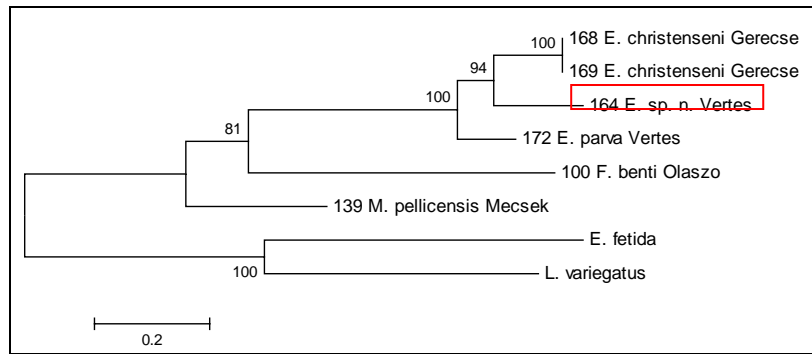 100 168 E. christenseni Gerecse
94 169 E. christenseni Gerecse
100 164 E. sp. n. Vertes
81 172 E. parva Vertes
100 F. benti Olaszo
139 M. pellicensis Mecsek
E. fetida
100 L. variegatus
0.2